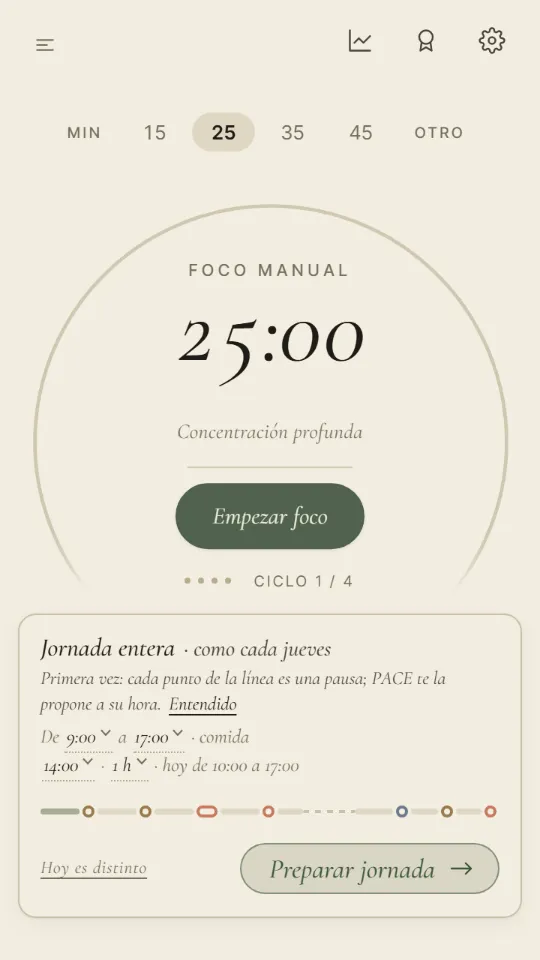 MIN 15 25 35 45 OTRO
FOCO MANUAL
25:00
Concentración profunda
Empezar foco
CICLO 1 / 4
Jornada entera · como cada jueves
Primera vez: cada punto de la línea es una pausa; PACE te la
propone a su hora. Entendido
De 9:00 a 17:00 · comida
14:00 · 1 h · hoy de 10:00 a 17:00
Hoy es distinto
Preparar jornada →